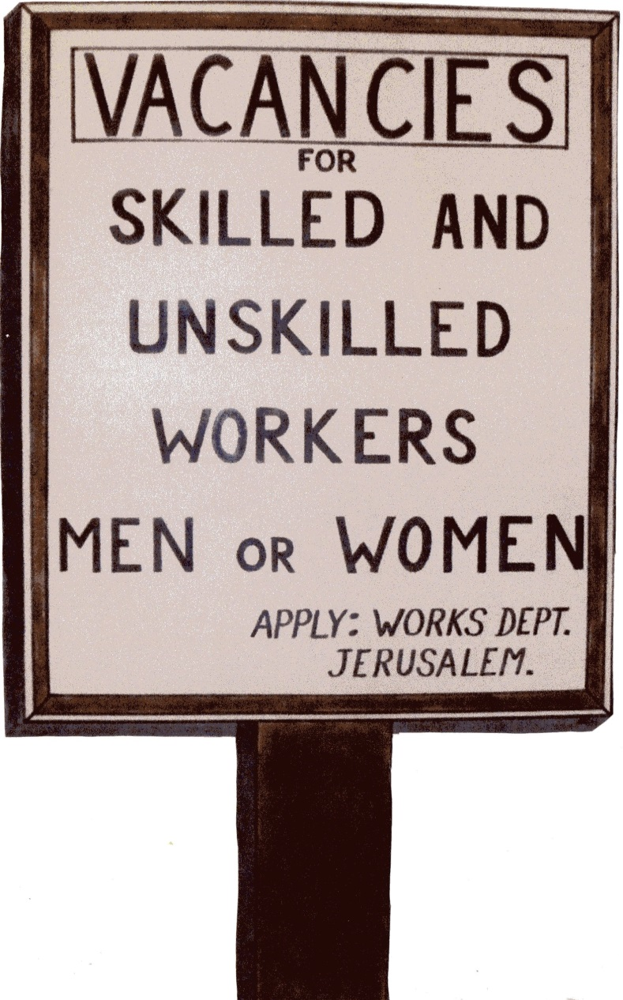 VACANCIES
FOR
SKILLED AND
UNSKILLED
WORKERS
MEN OR WOMEN
APPLY: WORKS DEPT.
JERUSALEM.